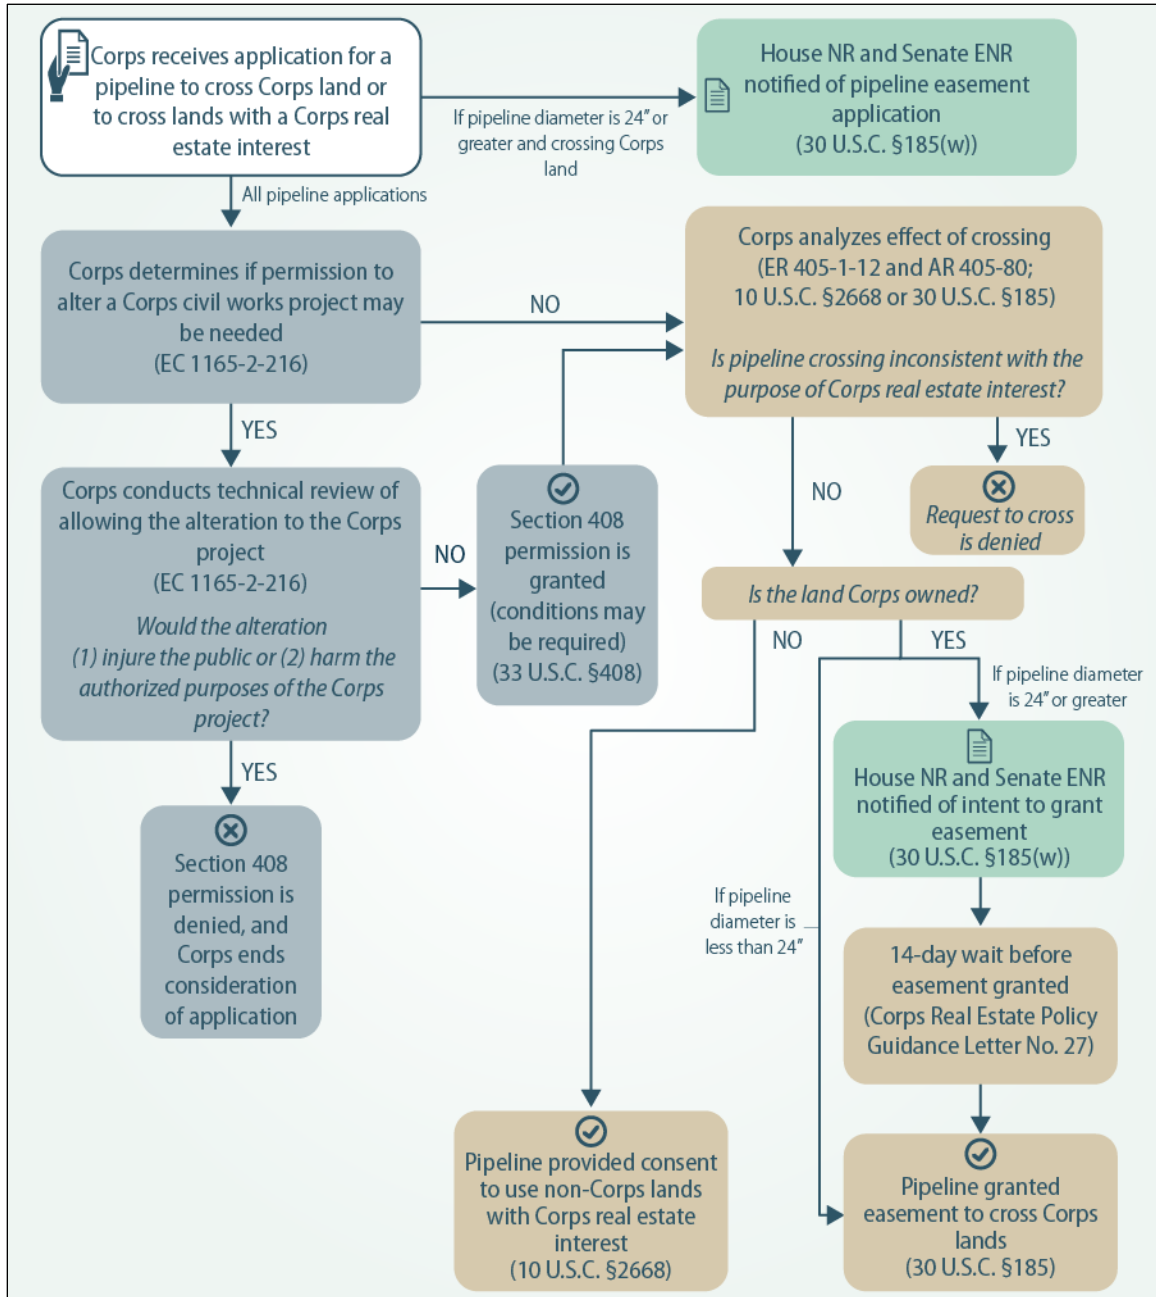 Corps receives application for a
pipeline to cross Corps land or
to cross lands with a Corps real
estate interest
If pipeline diameter is 24" or
greater and crossing Corps
land
House NR and Senate ENR
notified of pipeline easement
application
(30 U.S.C. §185(w))
All pipeline applications
Corps determines if permission to
alter a Corps civil works project may
be needed
(EC 1165-2-216)
NO
Corps analyzes effect of crossing
(ER 405-1-12 and AR 405-80;
10 U.S.C. §2668 or 30 U.S.C. §185)
Is pipeline crossing inconsistent with the
purpose of Corps real estate interest?
YES
Corps conducts technical review of
allowing the alteration to the Corps
project
(EC 1165-2-216)
Would the alteration
(1) injure the public or (2) harm the
authorized purposes of the Corps
project?
NO
Section 408
permission is
granted
(conditions may
be required)
(33 U.S.C. §408)
YES
Section 408
permission is
denied, and
Corps ends
consideration
of application
YES
Request to cross
is denied
NO
Is the land Corps owned?
NO
YES
If pipeline diameter
is 24" or greater
House NR and Senate ENR
notified of intent to grant
easement
(30 U.S.C. §185(w))
If pipeline
diameter is
less than 24"
14-day wait before
easement granted
(Corps Real Estate Policy
Guidance Letter No. 27)
Pipeline provided consent
to use non-Corps lands
with Corps real estate
interest
(10 U.S.C. §2668)
Pipeline granted
easement to cross Corps
lands
(30 U.S.C. §185)